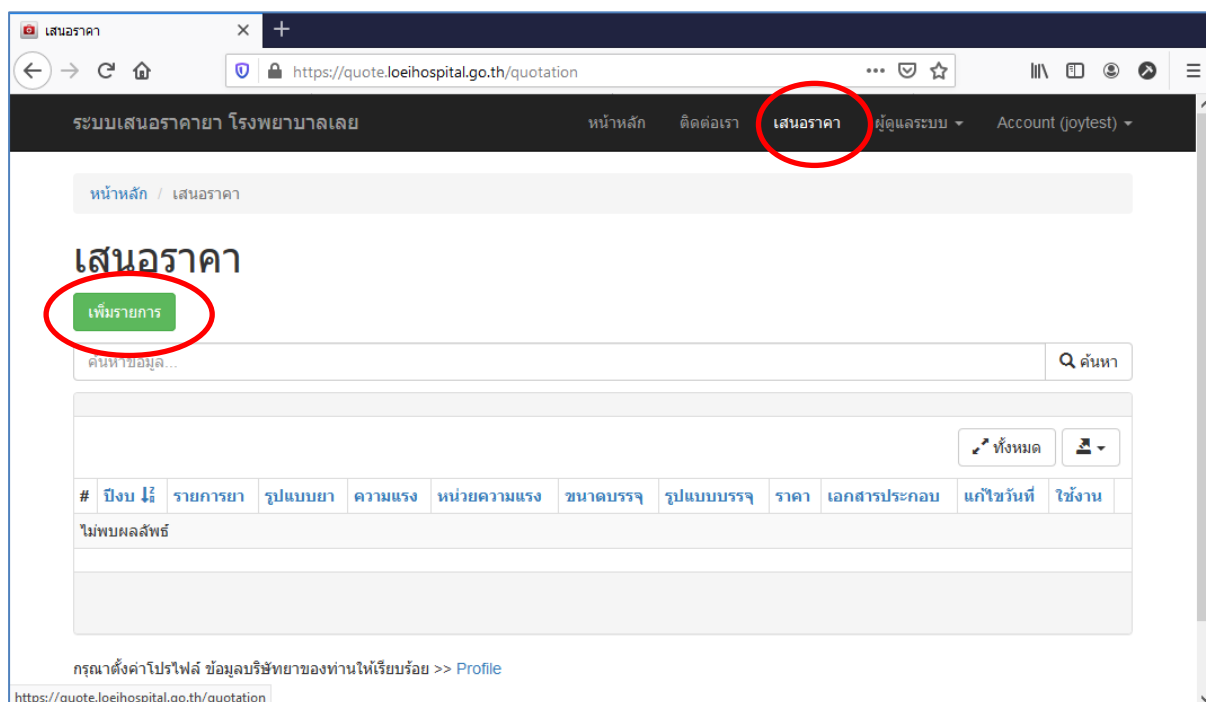 เสนอราคา
https://quote.loeihospital.go.th/quotation
ระบบเสนอราคายา โรงพยาบาลเลย หน้าหลัก ติดต่อเรา เสนอราคา ผู้ดูแลระบบ Account (joytest)
หน้าหลัก / เสนอราคา
เสนอราคา
เพิ่มรายการ
ค้นหาข้อมูล... ค้นหา
ทั้งหมด
# ปีงบ รายการยา รูปแบบยา ความแรง หน่วยความแรง ขนาดบรรจุ รูปแบบบรรจุ ราคา เอกสารประกอบ แก้ไขวันที่ ใช้งาน
ไม่พบผลลัพธ์
กรุณาตั้งค่าโปรไฟล์ ข้อมูลบริษัทยาของท่านให้เรียบร้อย >> Profile
https://quote.loeihospital.go.th/quotation